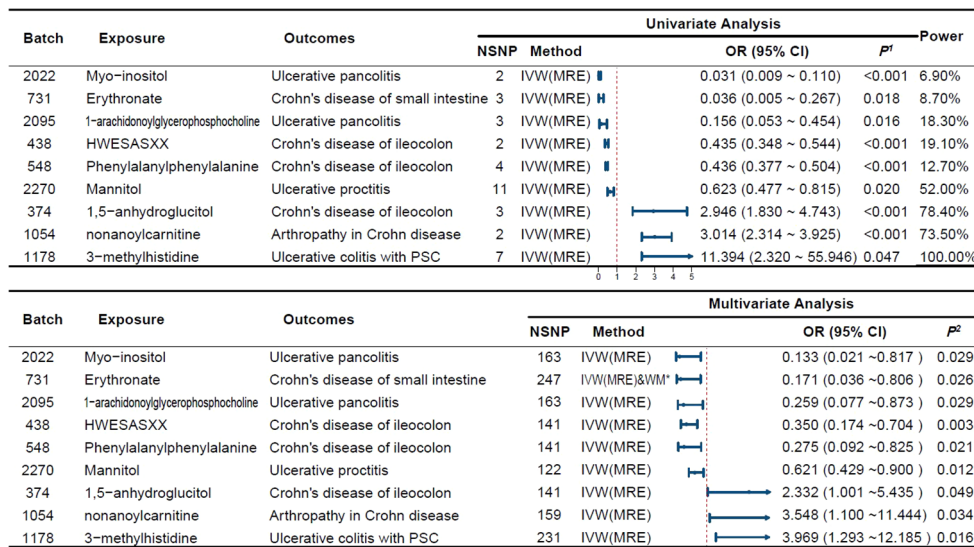 Univariate Analysis
Batch Exposure Outcomes NSNP Method OR (95% CI) P¹ Power
2022 Myo−inositol Ulcerative pancolitis 2 IVW(MRE) 0.031 (0.009 ~ 0.110) <0.001 6.90%
731 Erythronate Crohn's disease of small intestine 3 IVW(MRE) 0.036 (0.005 ~ 0.267) 0.018 8.70%
2095 1−arachidonoylglycerophosphocholine Ulcerative pancolitis 3 IVW(MRE) 0.156 (0.053 ~ 0.454) 0.016 18.30%
438 HWESASXX Crohn's disease of ileocolon 2 IVW(MRE) 0.435 (0.348 ~ 0.544) <0.001 19.10%
548 Phenylalanylphenylalanine Crohn's disease of ileocolon 4 IVW(MRE) 0.436 (0.377 ~ 0.504) <0.001 12.70%
2270 Mannitol Ulcerative proctitis 11 IVW(MRE) 0.623 (0.477 ~ 0.815) 0.020 52.00%
374 1,5−anhydroglucitol Crohn's disease of ileocolon 3 IVW(MRE) 2.946 (1.830 ~ 4.743) <0.001 78.40%
1054 nonanoylcarnitine Arthropathy in Crohn disease 2 IVW(MRE) 3.014 (2.314 ~ 3.925) <0.001 73.50%
1178 3−methylhistidine Ulcerative colitis with PSC 7 IVW(MRE) 11.394 (2.320 ~ 55.946) 0.047 100.00%
0 1 2 3 4 5
Multivariate Analysis
Batch Exposure Outcomes NSNP Method OR (95% CI) P²
2022 Myo−inositol Ulcerative pancolitis 163 IVW(MRE) 0.133 (0.021 ~0.817 ) 0.029
731 Erythronate Crohn's disease of small intestine 247 IVW(MRE)&WM* 0.171 (0.036 ~0.806 ) 0.026
2095 1−arachidonoylglycerophosphocholine Ulcerative pancolitis 163 IVW(MRE) 0.259 (0.077 ~0.873 ) 0.029
438 HWESASXX Crohn's disease of ileocolon 141 IVW(MRE) 0.350 (0.174 ~0.704 ) 0.003
548 Phenylalanylphenylalanine Crohn's disease of ileocolon 141 IVW(MRE) 0.275 (0.092 ~0.825 ) 0.021
2270 Mannitol Ulcerative proctitis 122 IVW(MRE) 0.621 (0.429 ~0.900 ) 0.012
374 1,5−anhydroglucitol Crohn's disease of ileocolon 141 IVW(MRE) 2.332 (1.001 ~5.435 ) 0.049
1054 nonanoylcarnitine Arthropathy in Crohn disease 159 IVW(MRE) 3.548 (1.100 ~11.444 ) 0.034
1178 3−methylhistidine Ulcerative colitis with PSC 231 IVW(MRE) 3.969 (1.293 ~12.185 ) 0.016